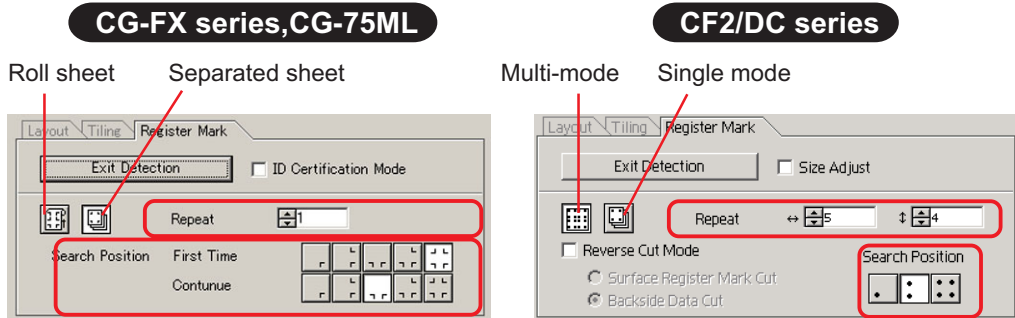 CG-FX series,CG-75ML
Roll sheet Separated sheet
Layout Tiling Register Mark
Exit Detection ID Certification Mode
Repeat 1
Search Position First Time
Contunue
CF2/DC series
Multi-mode Single mode
Layout Tiling Register Mark
Exit Detection Size Adjust
Repeat ↔ 5 ↕ 4
Reverse Cut Mode
Surface Register Mark Cut
Backside Data Cut
Search Position